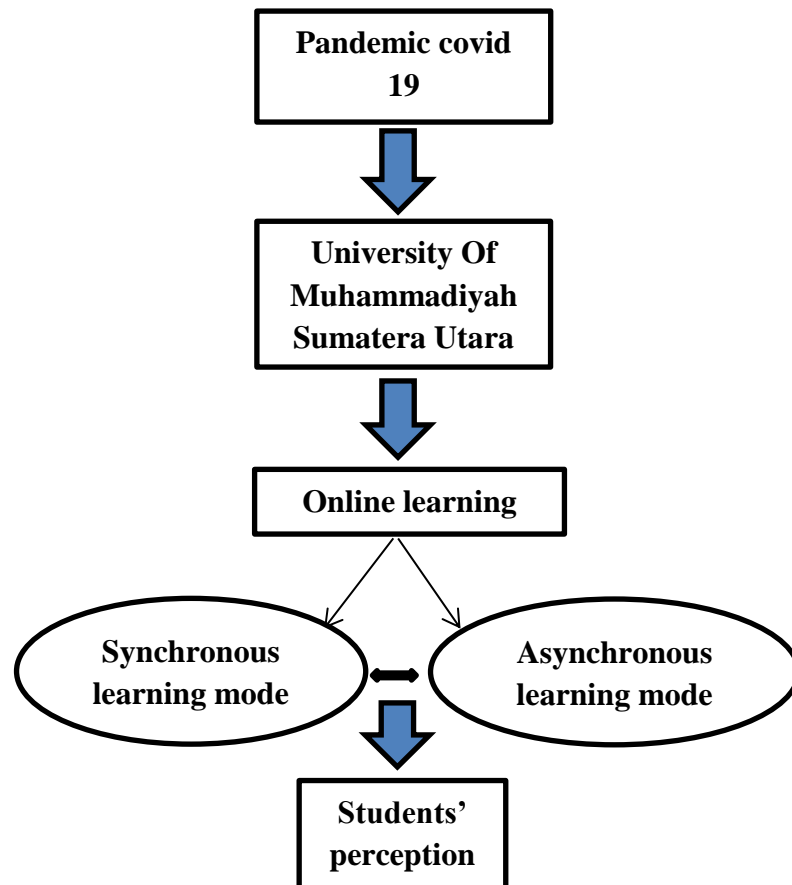 Pandemic covid
19
University Of
Muhammadiyah
Sumatera Utara
Online learning
Synchronous
learning mode
Asynchronous
learning mode
Students’
perception